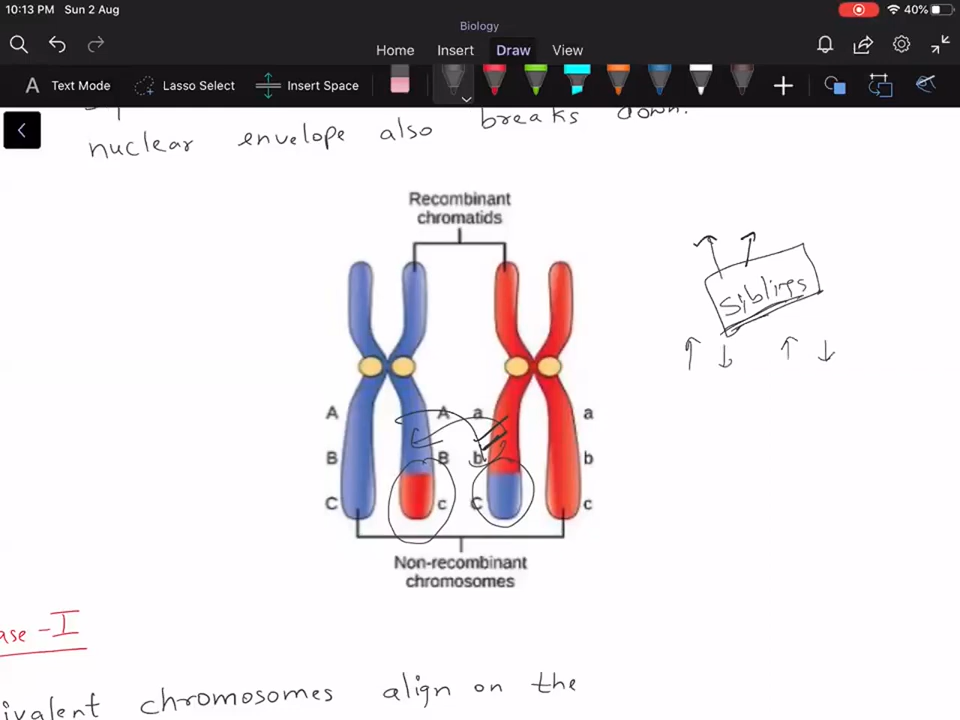 10:13 PM Sun 2 Aug
40%
Biology
Home Insert Draw View
A Text Mode Lasso Select Insert Space
nuclear envelope also breaks down.
Recombinant
chromatids
Siblings
A A a a
B B b b
C c C c
Non-recombinant
chromosomes
ase - I
ivalent chromosomes align on the